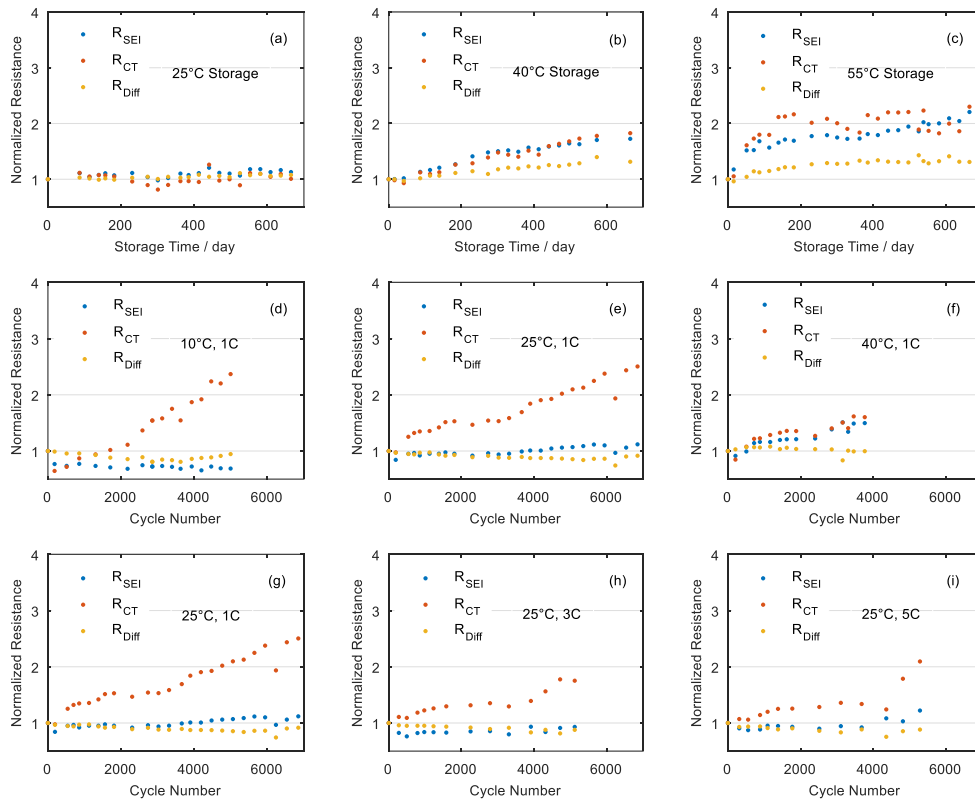 4
3
2
1
Normalized Resistance
R_SEI
R_CT
R_Diff
(a)
25°C Storage
0 200 400 600
Storage Time / day
4
3
2
1
Normalized Resistance
R_SEI
R_CT
R_Diff
(b)
40°C Storage
0 200 400 600
Storage Time / day
4
3
2
1
Normalized Resistance
R_SEI
R_CT
R_Diff
(c)
55°C Storage
0 200 400 600
Storage Time / day
4
3
2
1
Normalized Resistance
R_SEI
R_CT
R_Diff
(d)
10°C, 1C
0 2000 4000 6000
Cycle Number
4
3
2
1
Normalized Resistance
R_SEI
R_CT
R_Diff
(e)
25°C, 1C
0 2000 4000 6000
Cycle Number
4
3
2
1
Normalized Resistance
R_SEI
R_CT
R_Diff
(f)
40°C, 1C
0 2000 4000 6000
Cycle Number
4
3
2
1
Normalized Resistance
R_SEI
R_CT
R_Diff
(g)
25°C, 1C
0 2000 4000 6000
Cycle Number
4
3
2
1
Normalized Resistance
R_SEI
R_CT
R_Diff
(h)
25°C, 3C
0 2000 4000 6000
Cycle Number
4
3
2
1
Normalized Resistance
R_SEI
R_CT
R_Diff
(i)
25°C, 5C
0 2000 4000 6000
Cycle Number